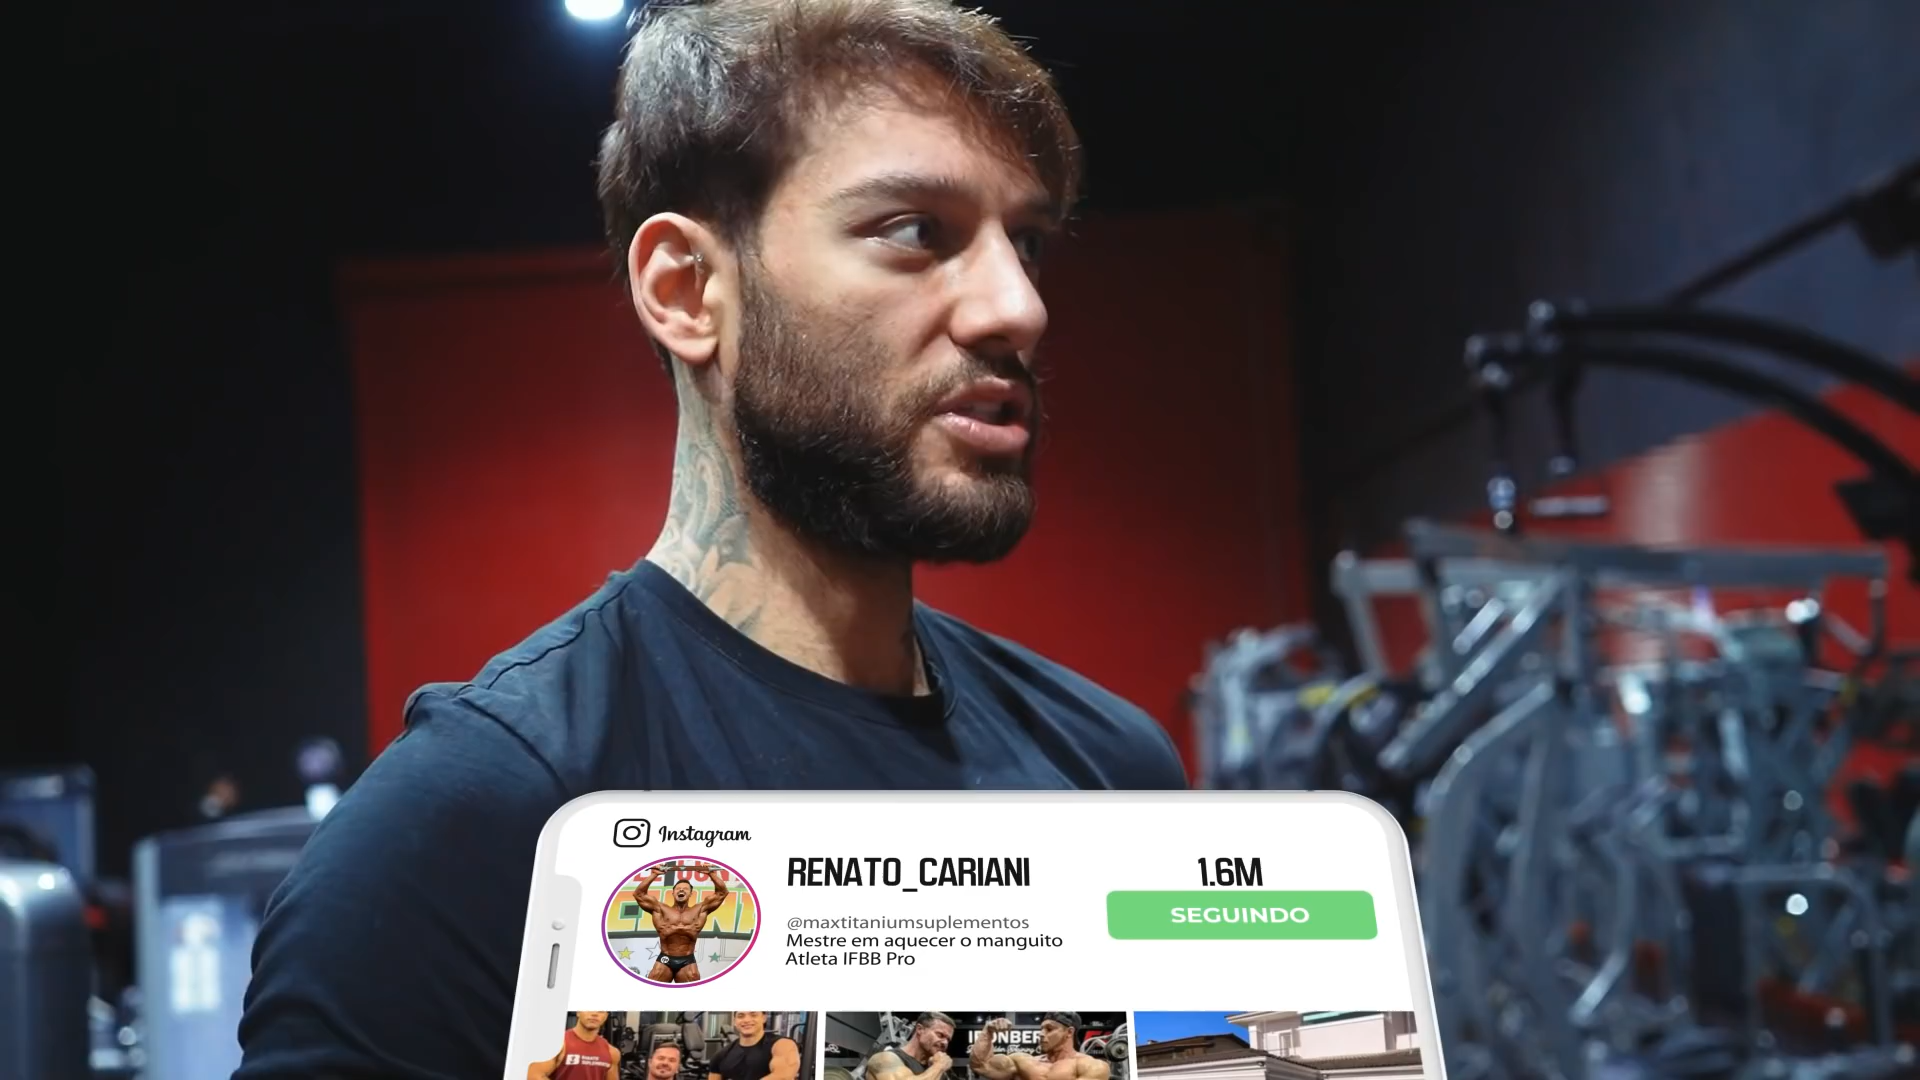 Instagram
RENATO_CARIANI
1.6M
@maxtitaniumsuplementos
Mestre em aquecer o manguito
Atleta IFBB Pro
SEGUINDO